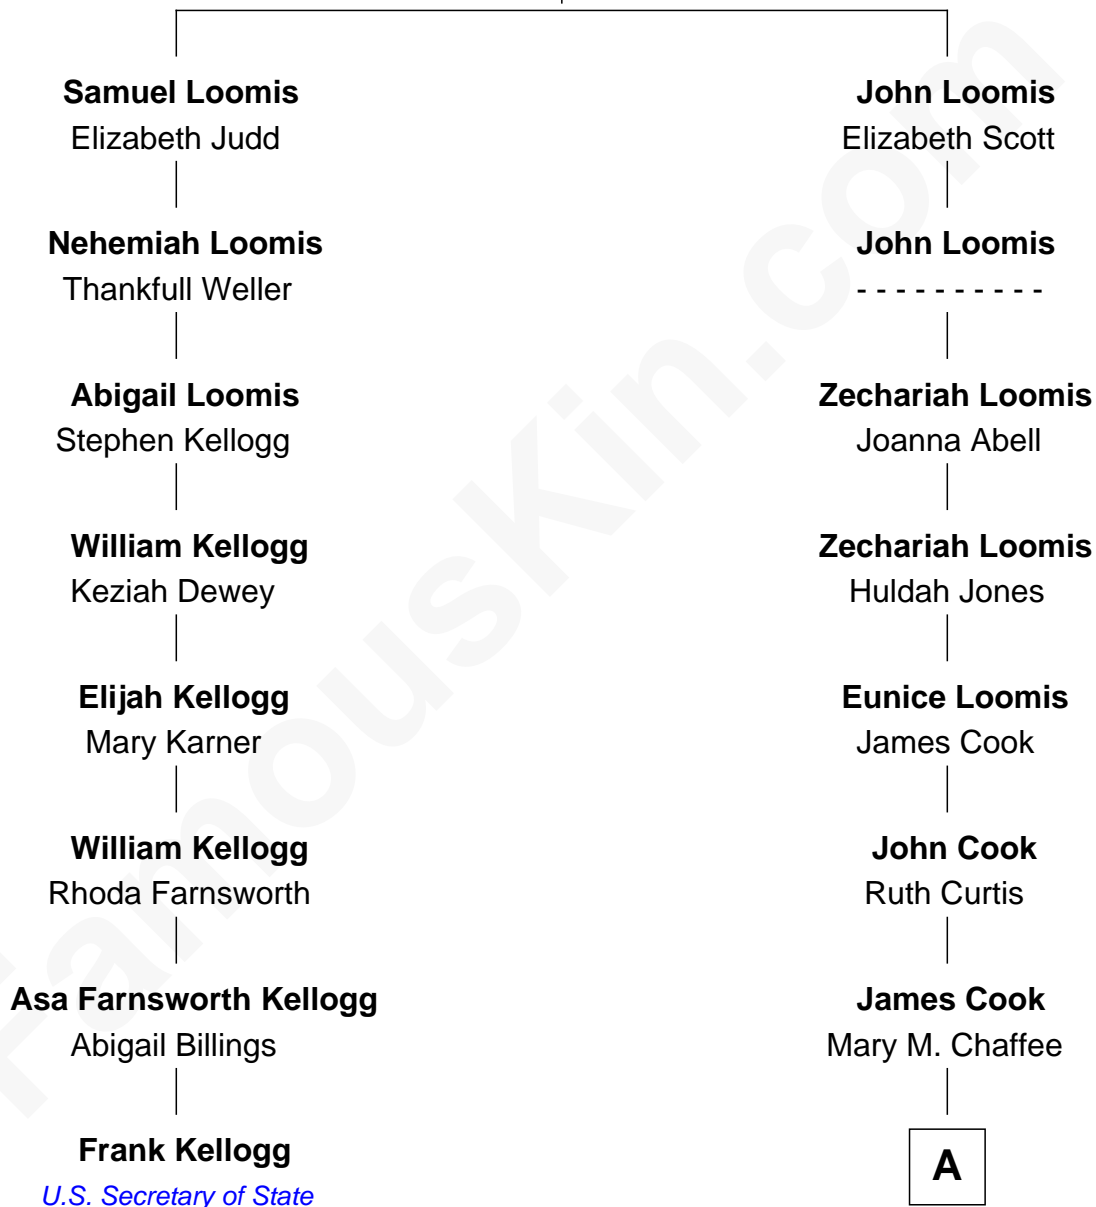 Samuel Loomis
Elizabeth Judd
John Loomis
Elizabeth Scott
Nehemiah Loomis
Thankfull Weller
John Loomis
- - - - - - - - - -
Abigail Loomis
Stephen Kellogg
Zechariah Loomis
Joanna Abell
William Kellogg
Keziah Dewey
Zechariah Loomis
Huldah Jones
Elijah Kellogg
Mary Karner
Eunice Loomis
James Cook
William Kellogg
Rhoda Farnsworth
John Cook
Ruth Curtis
Asa Farnsworth Kellogg
Abigail Billings
James Cook
Mary M. Chaffee
Frank Kellogg
U.S. Secretary of State
A
FamousKin.com